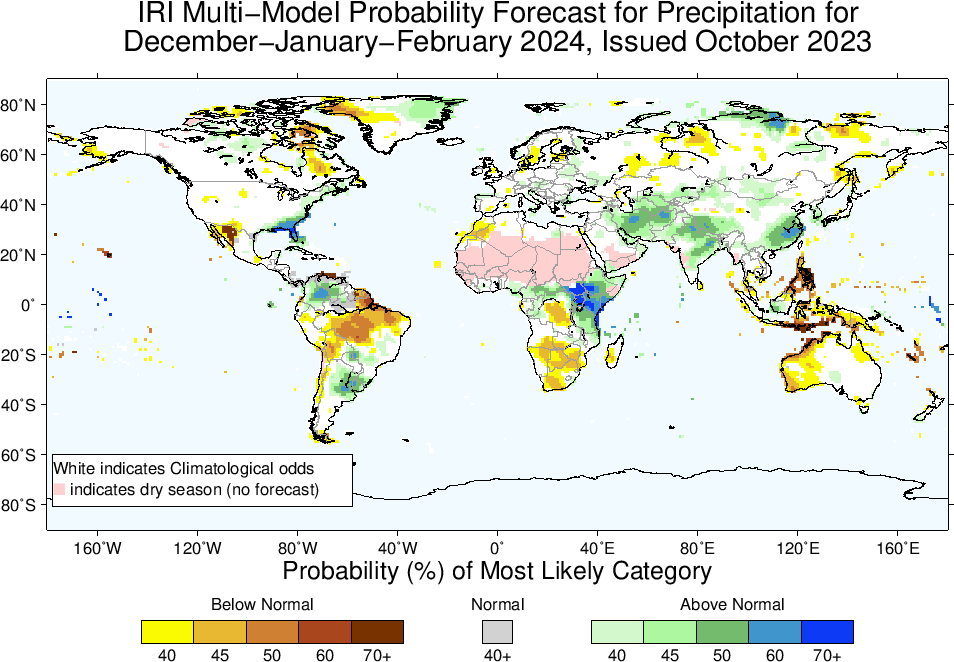 IRI Multi−Model Probability Forecast for Precipitation for
December−January−February 2024, Issued October 2023
80˚N
60˚N
40˚N
20˚N
0˚
20˚S
40˚S
60˚S
80˚S
White indicates Climatological odds
indicates dry season (no forecast)
160˚W 120˚W 80˚W 40˚W 0˚ 40˚E 80˚E 120˚E 160˚E
Probability (%) of Most Likely Category
Below Normal Normal Above Normal
40 45 50 60 70+ 40+ 40 45 50 60 70+